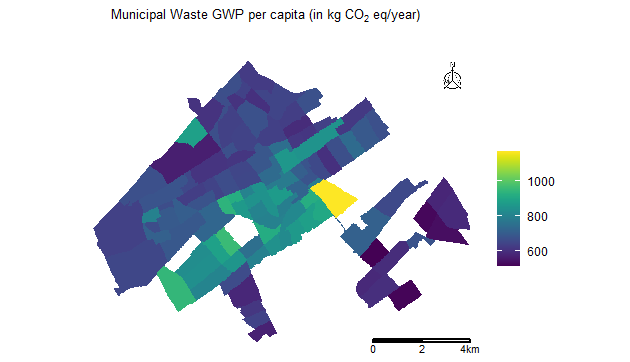 Municipal Waste GWP per capita (in kg CO₂ eq/year)
N
1000
800
600
0 2 4km